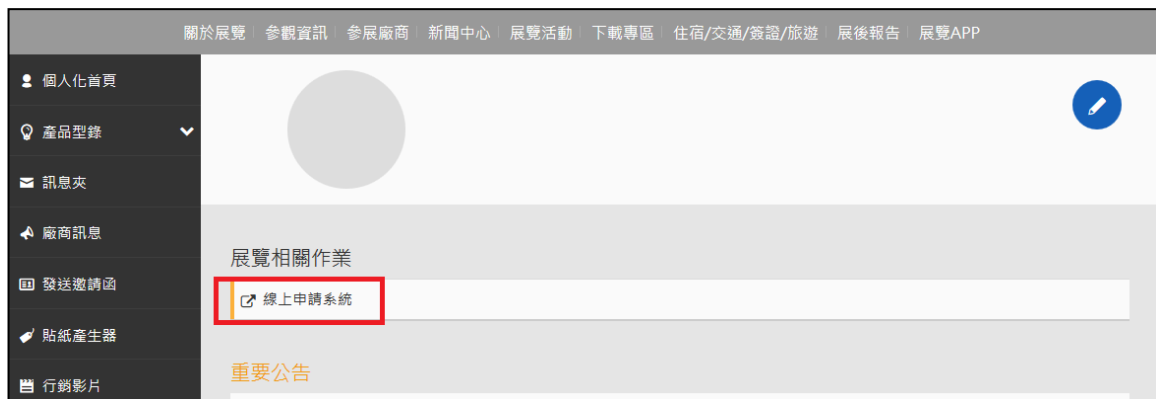 關於展覽 參觀資訊 參展廠商 新聞中心 展覽活動 下載專區 住宿/交通/簽證/旅遊 展後報告 展覽APP
個人化首頁
產品型錄
訊息夾
廠商訊息
發送邀請函
貼紙產生器
行銷影片
展覽相關作業
線上申請系統
重要公告